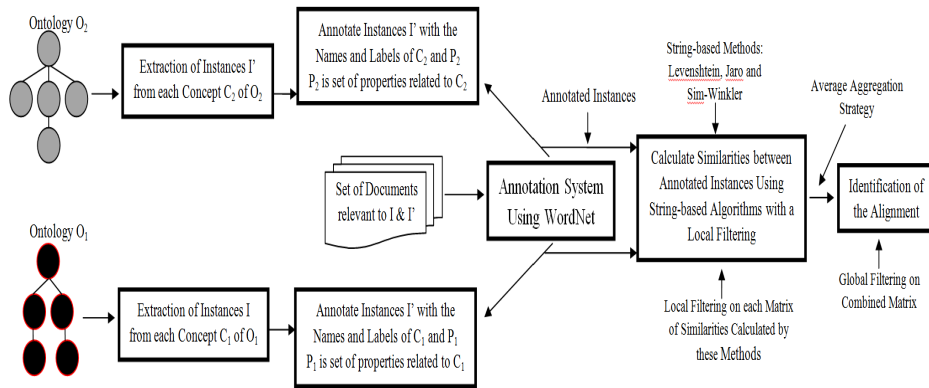 Ontology O₂
Extraction of Instances I’
from each Concept C₂ of O₂
Annotate Instances I’ with the
Names and Labels of C₂ and P₂
P₂ is set of properties related to C₂
Annotated Instances
String-based Methods:
Levenshtein, Jaro and
Sim-Winkler
Average Aggregation
Strategy
Set of Documents
relevant to I & I’
Annotation System
Using WordNet
Calculate Similarities between
Annotated Instances Using
String-based Algorithms with a
Local Filtering
Identification of
the Alignment
Ontology O₁
Extraction of Instances I
from each Concept C₁ of O₁
Annotate Instances I’ with the
Names and Labels of C₁ and P₁
P₁ is set of properties related to C₁
Local Filtering on each Matrix
of Similarities Calculated by
these Methods
Global Filtering on
Combined Matrix